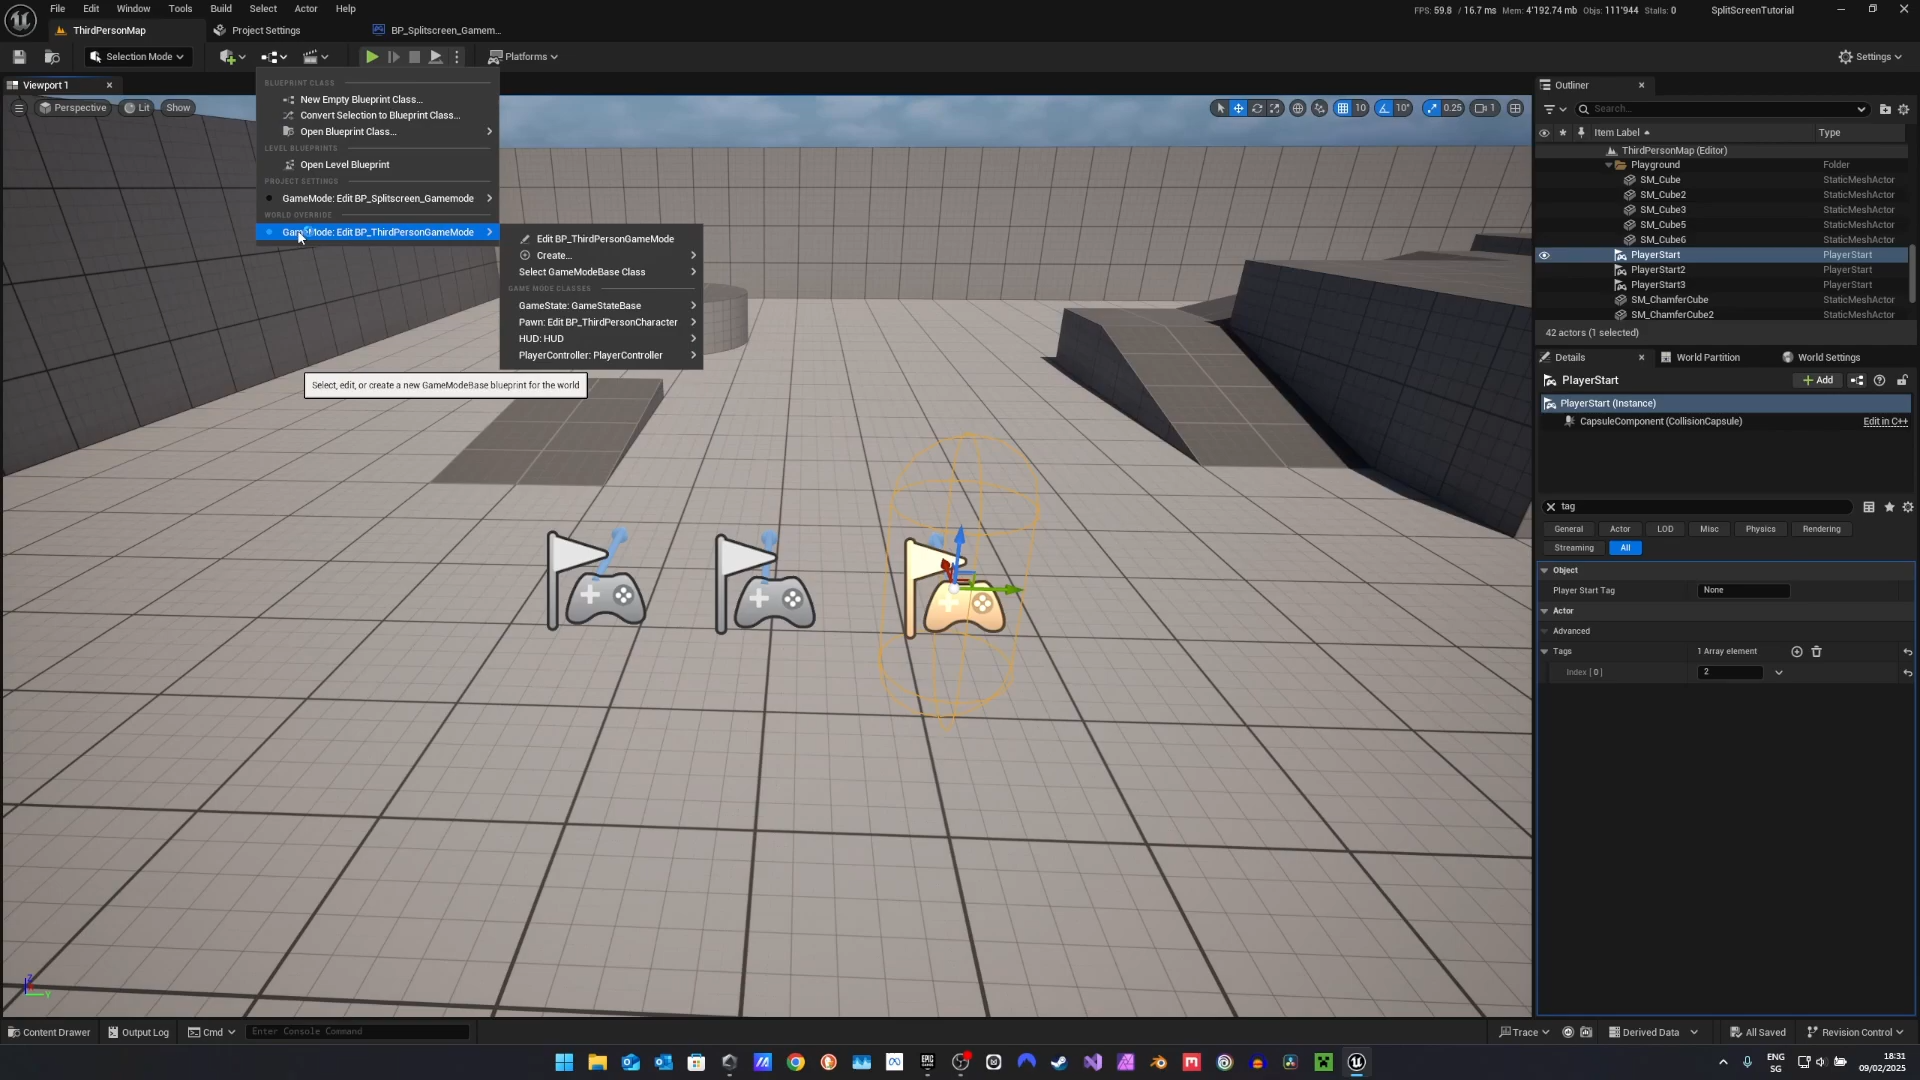 File Edit Window Tools Build Select Actor Help
FPS: 59.8 / 16.7 ms Mem: 4'192.74 mb Objs: 111'944 Stalls: 0 SplitScreenTutorial
ThirdPersonMap
Project Settings
BP_Splitscreen_Gamem...
Selection Mode
Platforms
Settings
Viewport 1
Perspective
Lit
Show
10
10°
0.25
1
BLUEPRINT CLASS
New Empty Blueprint Class...
Convert Selection to Blueprint Class...
Open Blueprint Class...
LEVEL BLUEPRINTS
Open Level Blueprint
PROJECT SETTINGS
GameMode: Edit BP_Splitscreen_Gamemode
WORLD OVERRIDE
GameMode: Edit BP_ThirdPersonGameMode
Edit BP_ThirdPersonGameMode
Create...
Select GameModeBase Class
GAME MODE CLASSES
GameState: GameStateBase
Pawn: Edit BP_ThirdPersonCharacter
HUD: HUD
PlayerController: PlayerController
Select, edit, or create a new GameModeBase blueprint for the world
Outliner
Search...
Item Label Type
ThirdPersonMap (Editor)
Playground Folder
SM_Cube StaticMeshActor
SM_Cube2 StaticMeshActor
SM_Cube3 StaticMeshActor
SM_Cube5 StaticMeshActor
SM_Cube6 StaticMeshActor
PlayerStart PlayerStart
PlayerStart2 PlayerStart
PlayerStart3 PlayerStart
SM_ChamferCube StaticMeshActor
SM_ChamferCube2 StaticMeshActor
42 actors (1 selected)
Details
World Partition
World Settings
PlayerStart
Add
PlayerStart (Instance)
CapsuleComponent (CollisionCapsule) Edit in C++
tag
General Actor LOD Misc Physics Rendering
Streaming All
Object
Player Start Tag None
Actor
Advanced
Tags 1 Array element
Index [ 0 ] 2
Z
Y
Content Drawer Output Log Cmd Enter Console Command
Trace Derived Data All Saved Revision Control
ENG
SG
18:31
09/02/2025